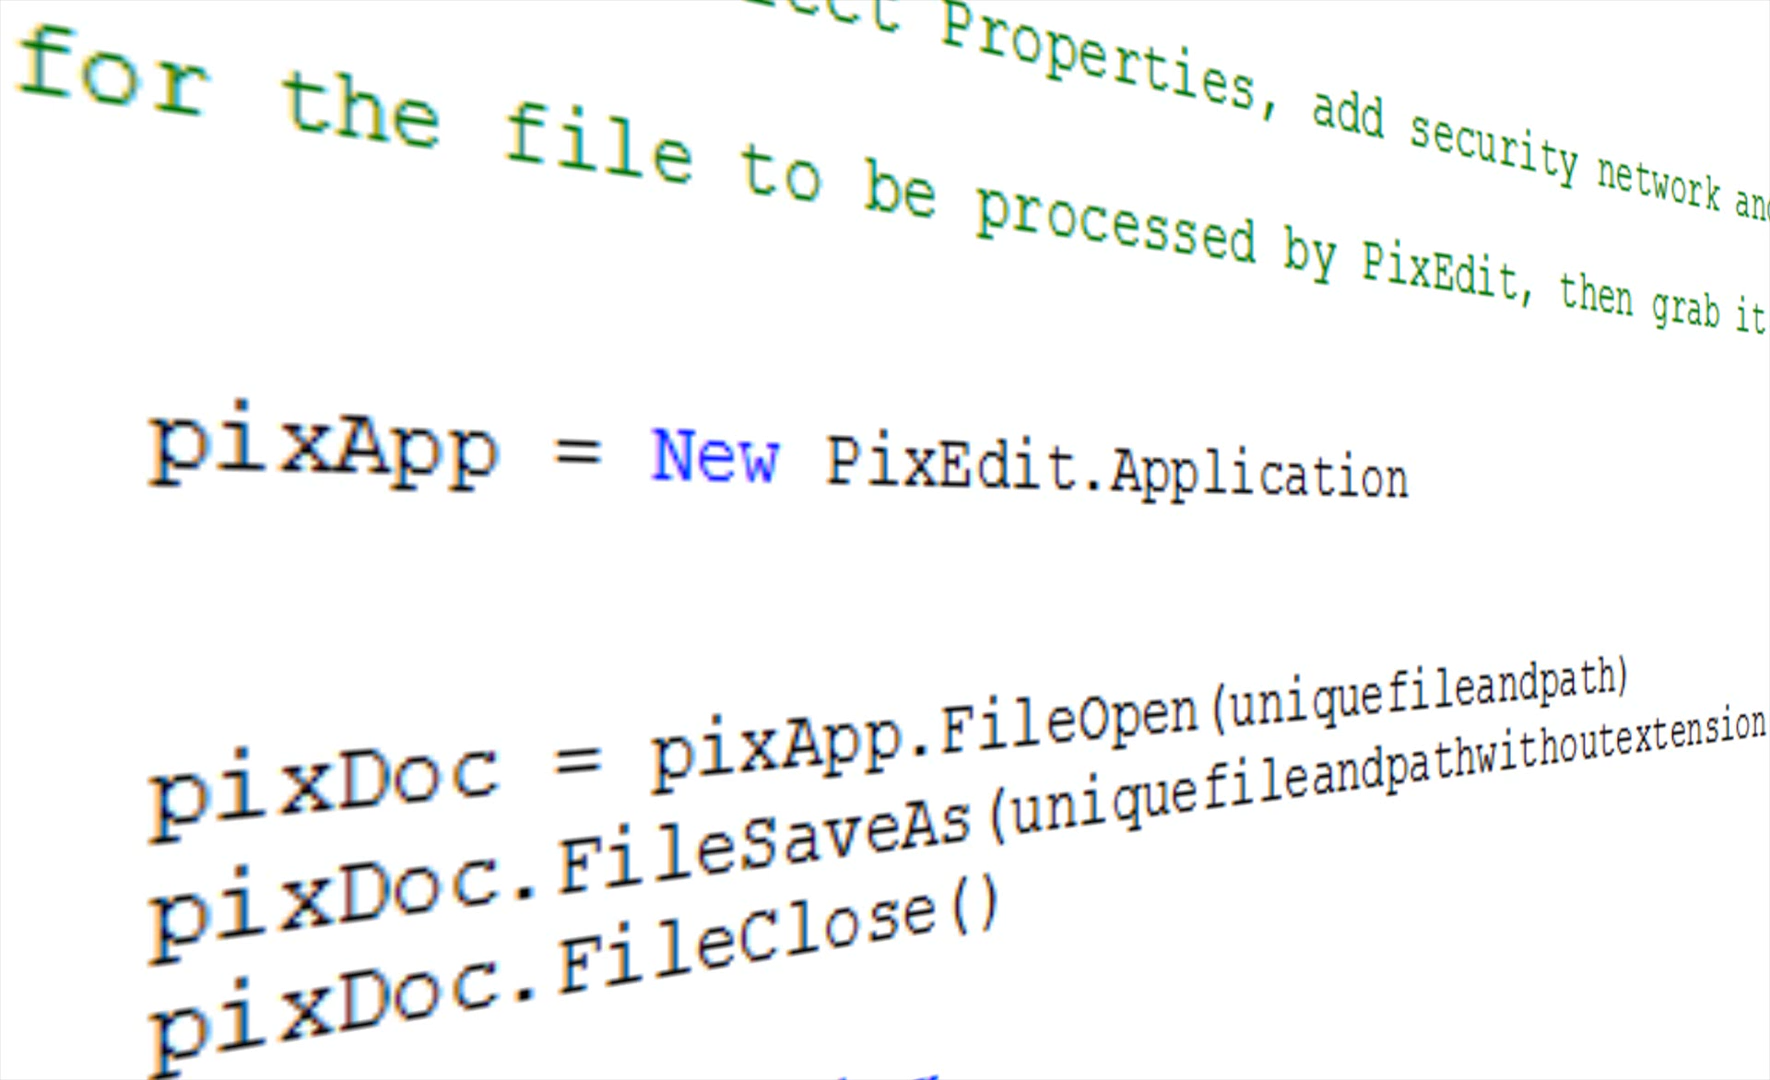 Properties, add security network
for the file to be processed by PixEdit, then grab it
pixApp = New PixEdit.Application
pixDoc = pixApp.FileOpen(uniquefileandpath)
pixDoc.FileSaveAs(uniquefileandpathwithoutextension
pixDoc.FileClose()